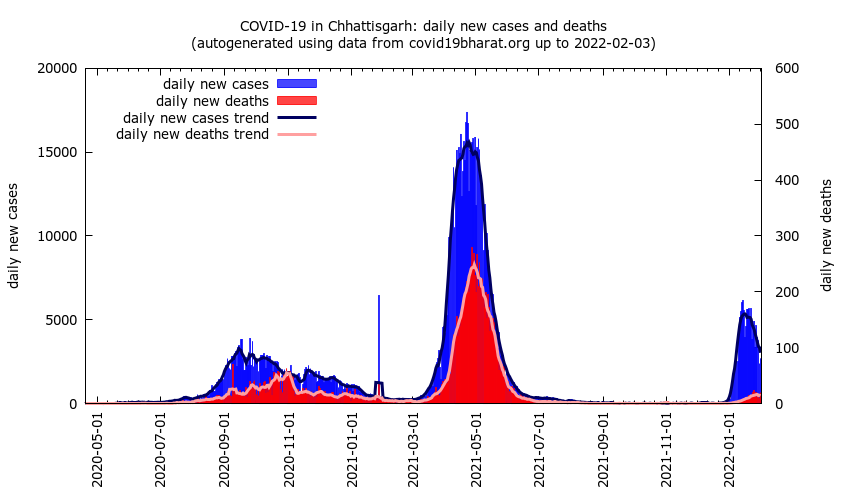 COVID-19 in Chhattisgarh: daily new cases and deaths
(autogenerated using data from covid19bharat.org up to 2022-02-03)
daily new cases
daily new deaths
daily new cases trend
daily new deaths trend
20000
15000
10000
5000
0
daily new cases
600
500
400
300
200
100
0
daily new deaths
2020-05-01
2020-07-01
2020-09-01
2020-11-01
2021-01-01
2021-03-01
2021-05-01
2021-07-01
2021-09-01
2021-11-01
2022-01-01